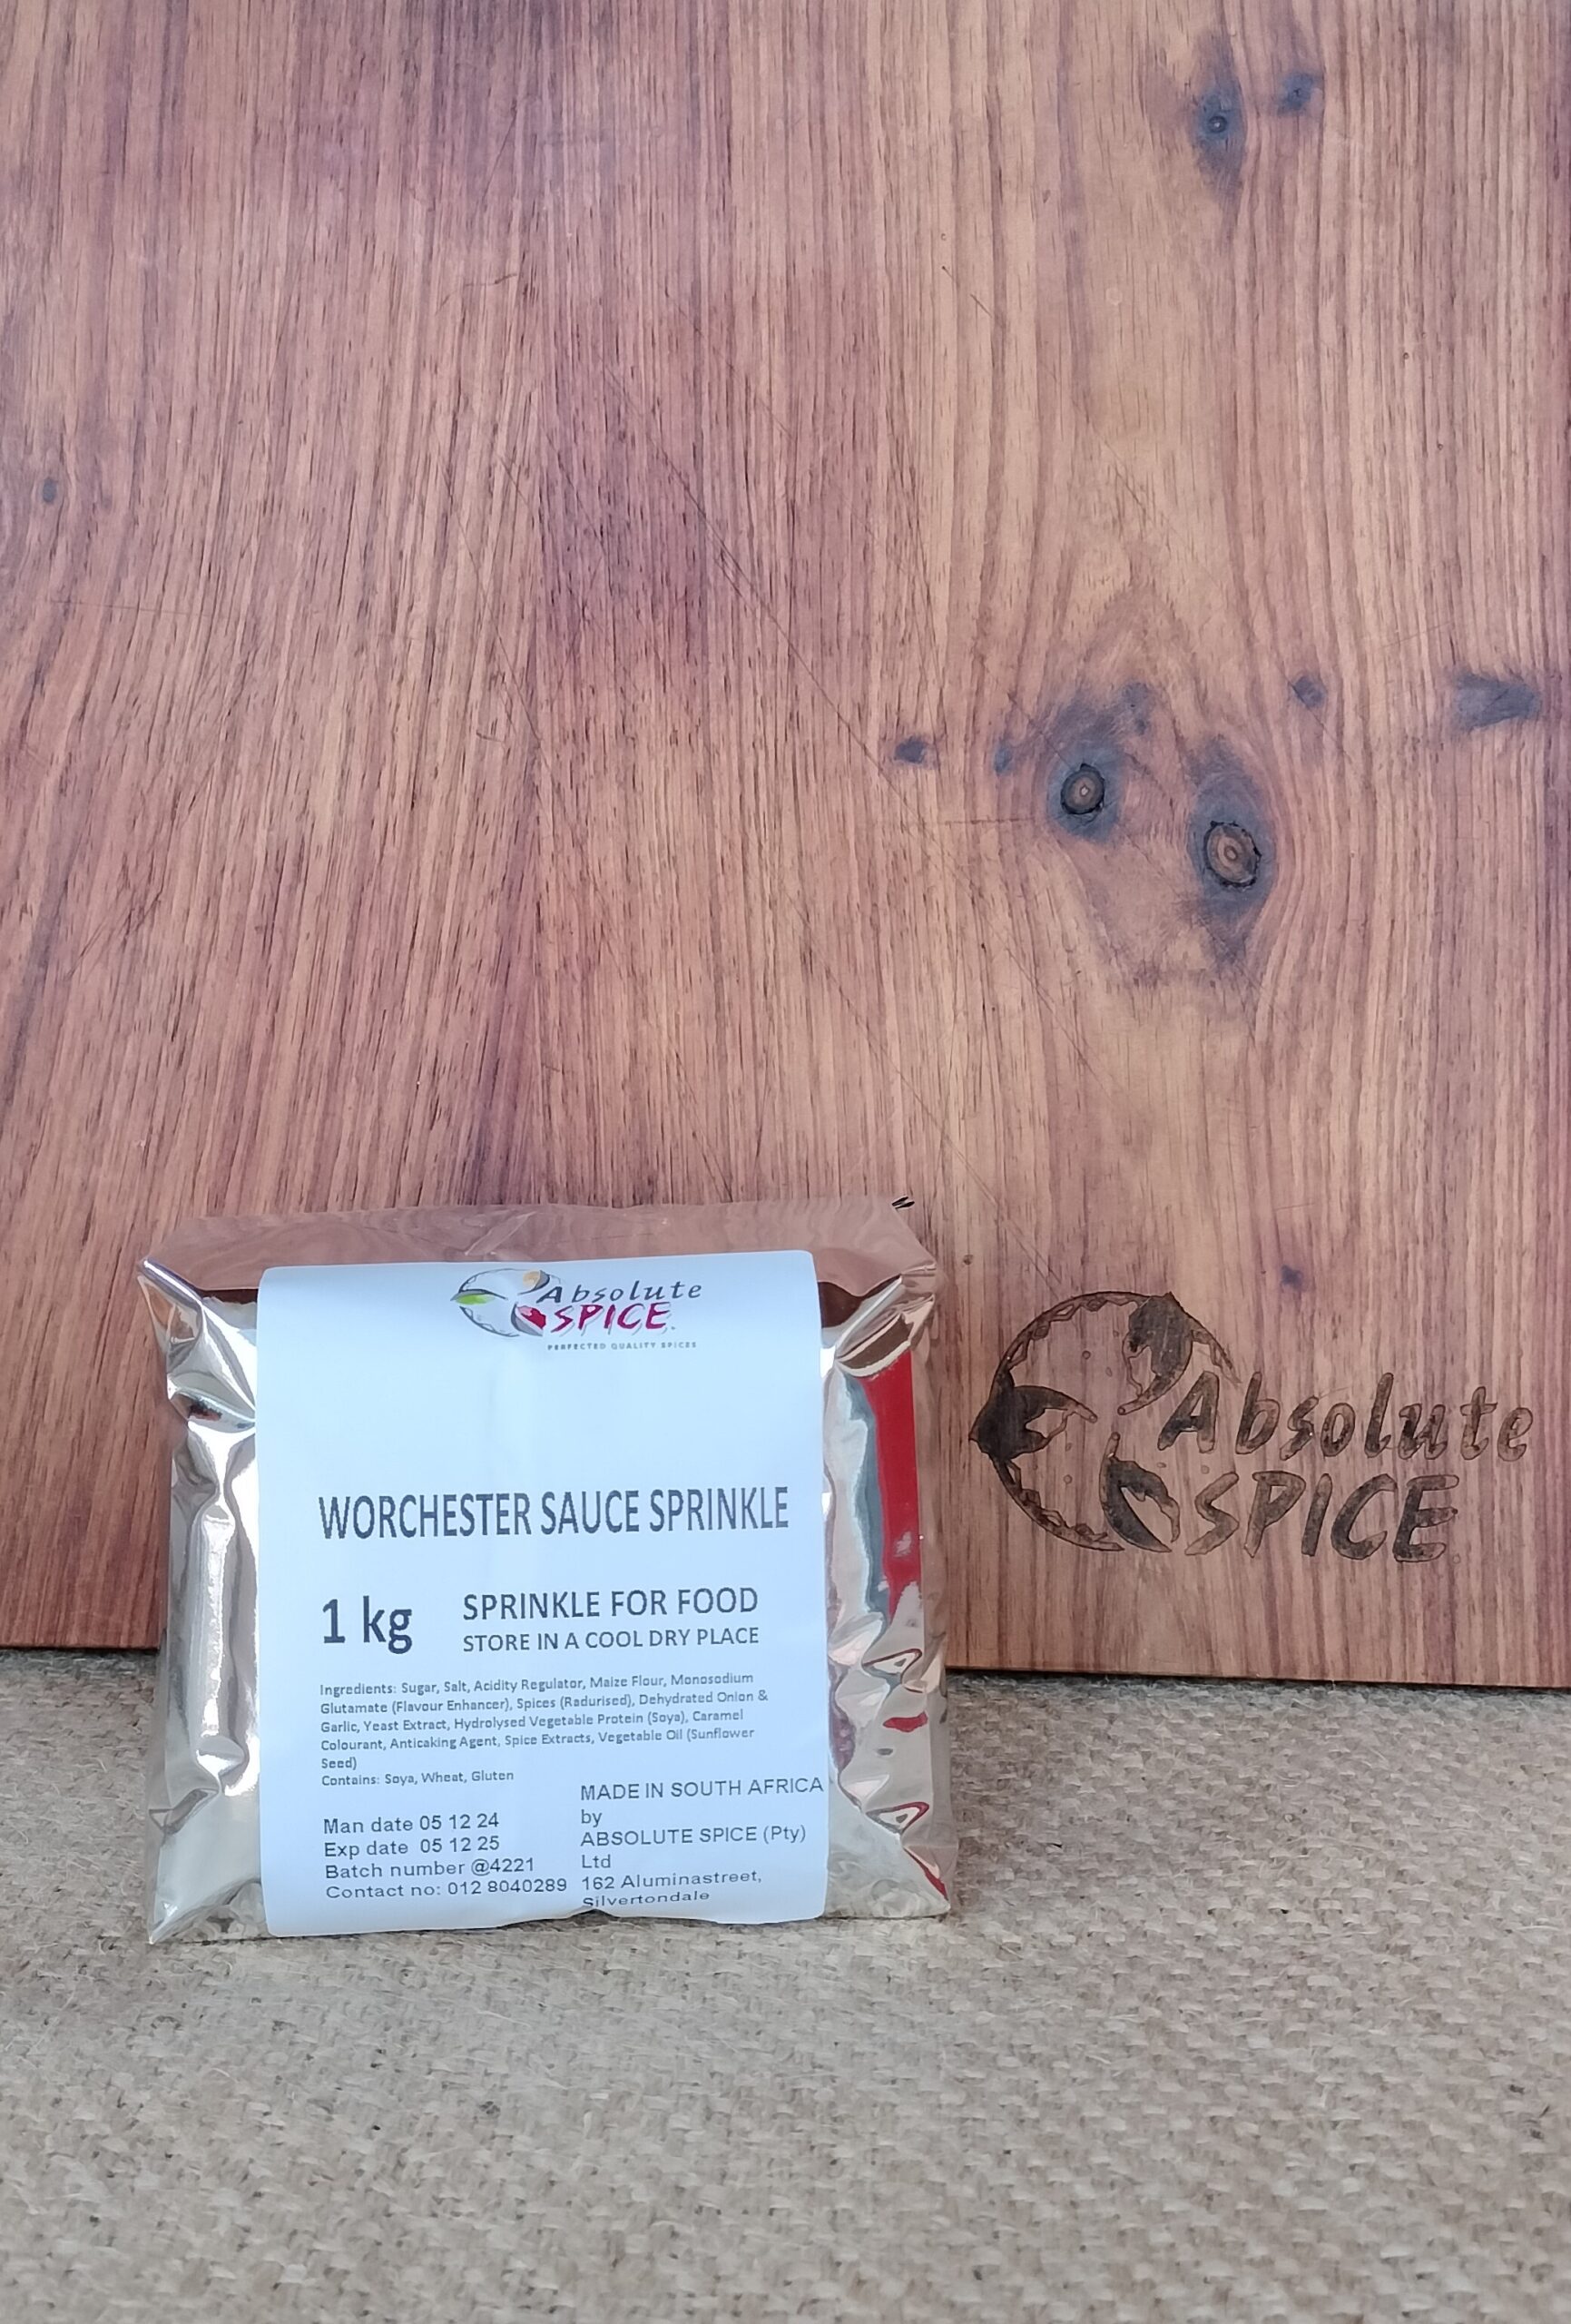 Absolute
SPICE
PERFECTED QUALITY SPICES
WORCHESTER SAUCE SPRINKLE
1 kg
SPRINKLE FOR FOOD
STORE IN A COOL DRY PLACE
Ingredients: Sugar, Salt, Acidity Regulator, Maize Flour, Monosodium
Glutamate (Flavour Enhancer), Spices (Radurised), Dehydrated Onion &
Garlic, Yeast Extract, Hydrolysed Vegetable Protein (Soya), Caramel
Colourant, Anticaking Agent, Spice Extracts, Vegetable Oil (Sunflower
Seed)
Contains: Soya, Wheat, Gluten
Man date 05 12 24
Exp date 05 12 25
Batch number @4221
Contact no: 012 8040289
MADE IN SOUTH AFRICA
by
ABSOLUTE SPICE (Pty)
Ltd
162 Aluminastreet,
Silvertondale
Absolute
SPICE